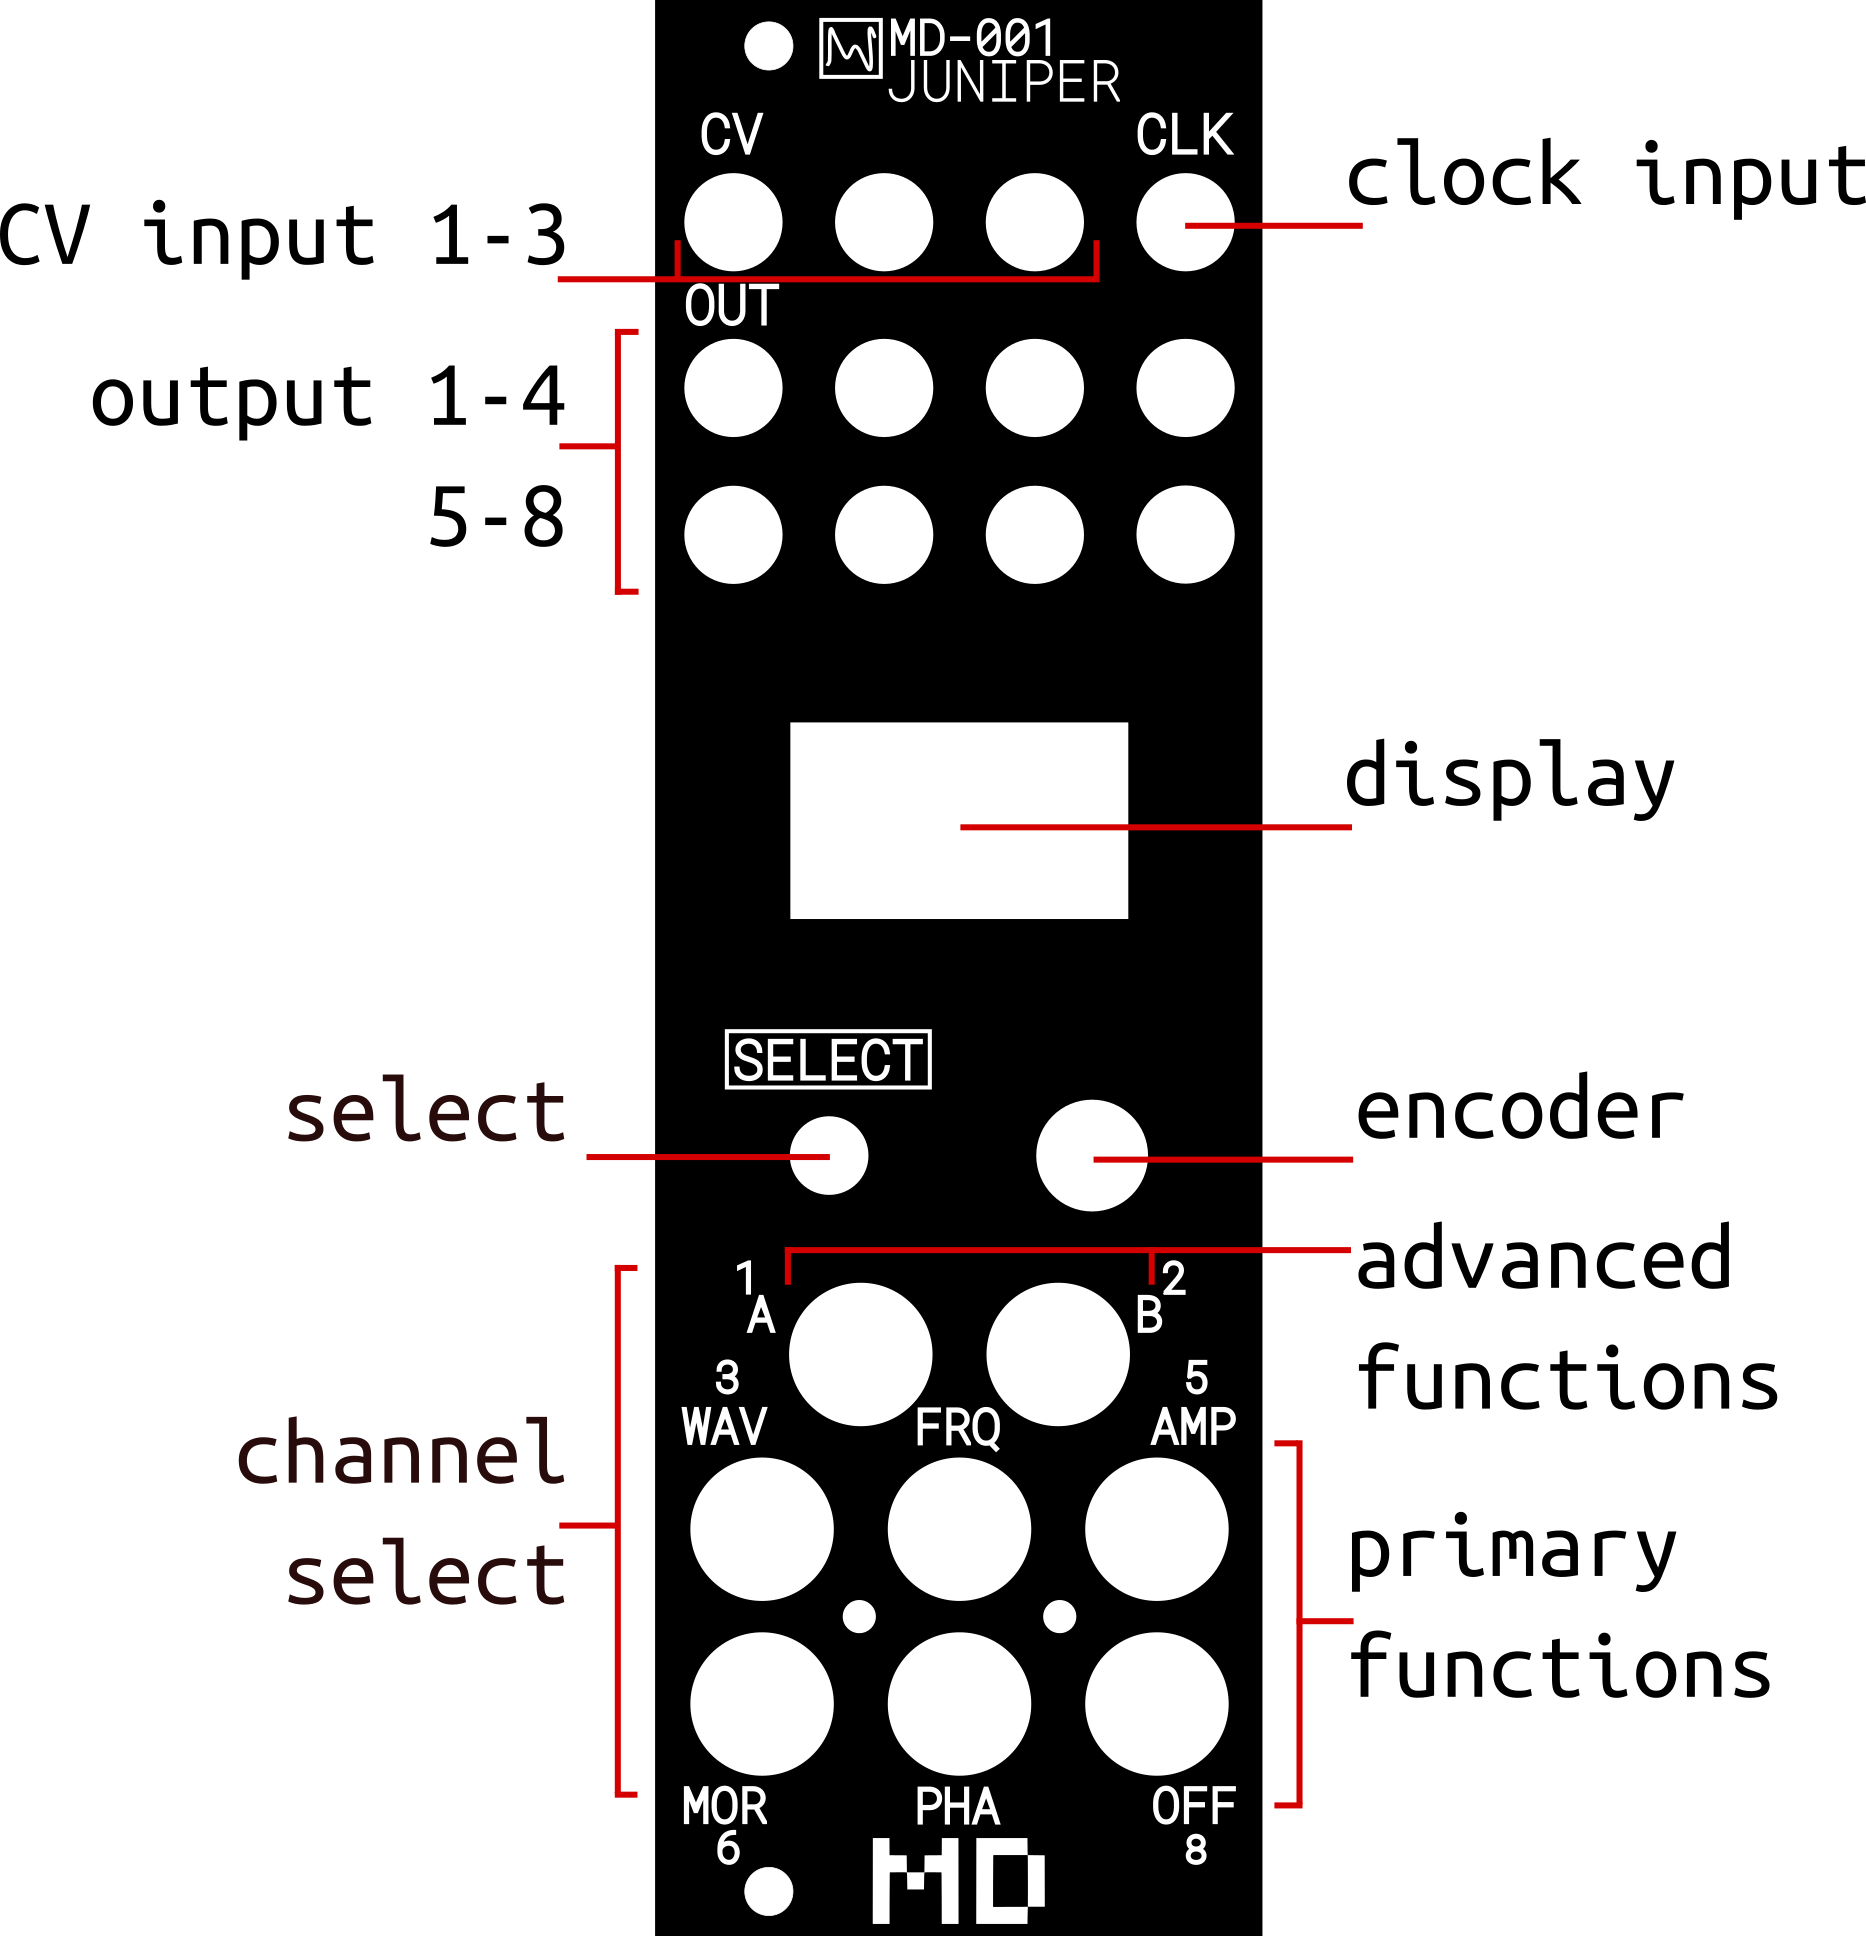 MD-001
JUNIPER
CV
CLK
clock input
CV input 1-3
OUT
output 1-4
5-8
display
SELECT
select
encoder
advanced
functions
1
2
A
B
3
5
WAV
FRQ
AMP
channel
select
primary
functions
MOR
PHA
OFF
6
8
MD